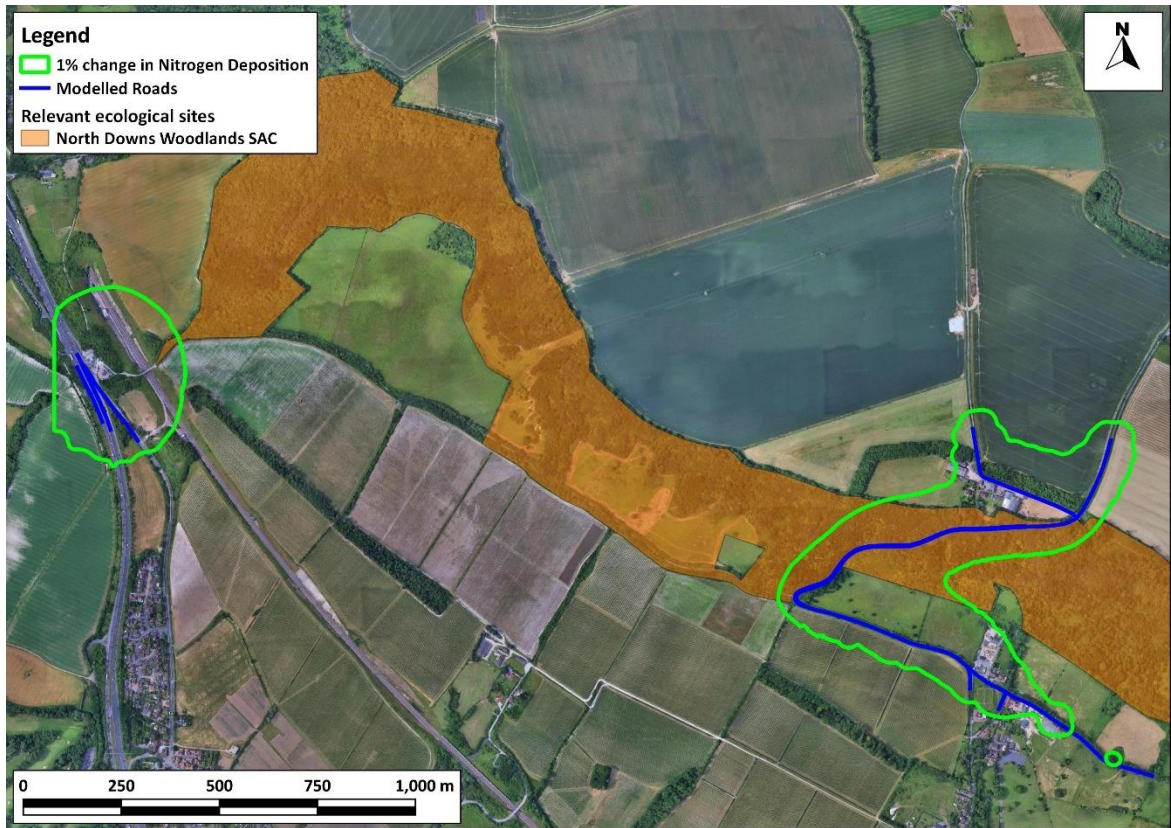 Legend
1% change in Nitrogen Deposition
Modelled Roads
Relevant ecological sites
North Downs Woodlands SAC
N
0 250 500 750 1,000 m